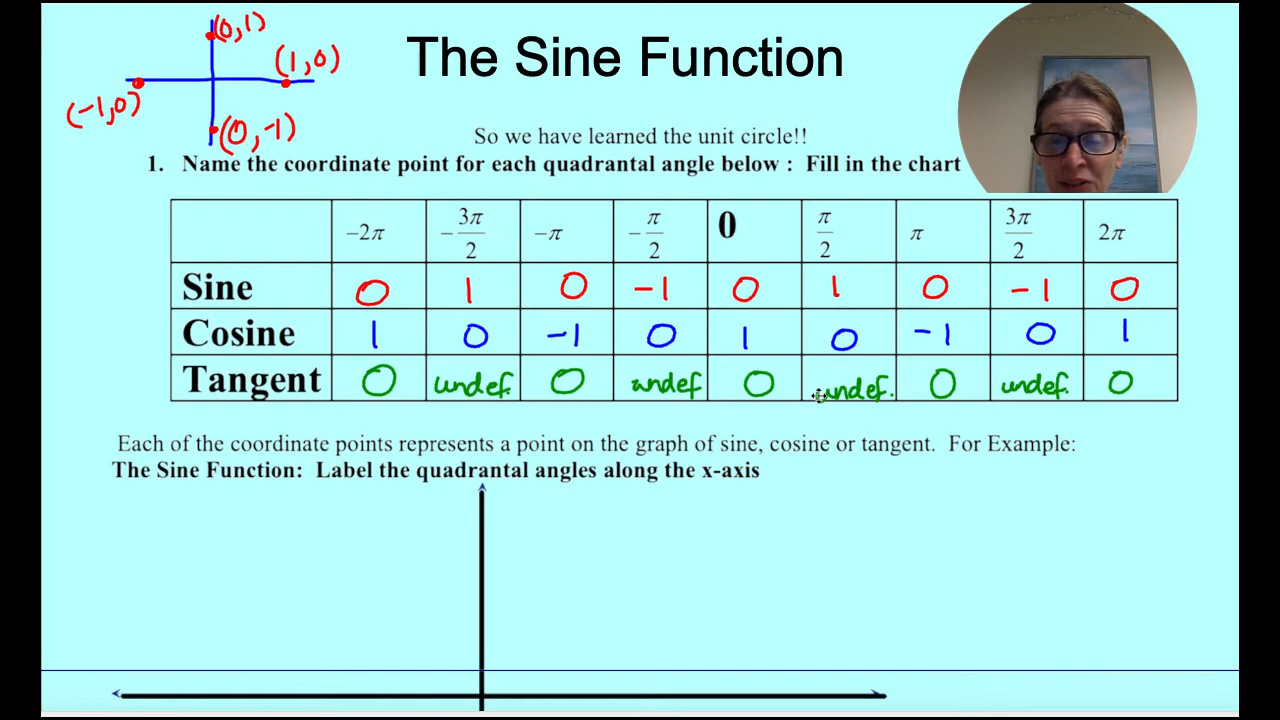 (0,1)
(1,0)
(-1,0)
(0,-1)
The Sine Function
So we have learned the unit circle!!
1. Name the coordinate point for each quadrantal angle below : Fill in the chart
−2π −3π/2 −π −π/2 0 π/2 π 3π/2 2π
Sine 0 1 0 -1 0 1 0 -1 0
Cosine 1 0 -1 0 1 0 -1 0 1
Tangent 0 undef. 0 undef 0 undef. 0 undef. 0
Each of the coordinate points represents a point on the graph of sine, cosine or tangent. For Example:
The Sine Function: Label the quadrantal angles along the x-axis